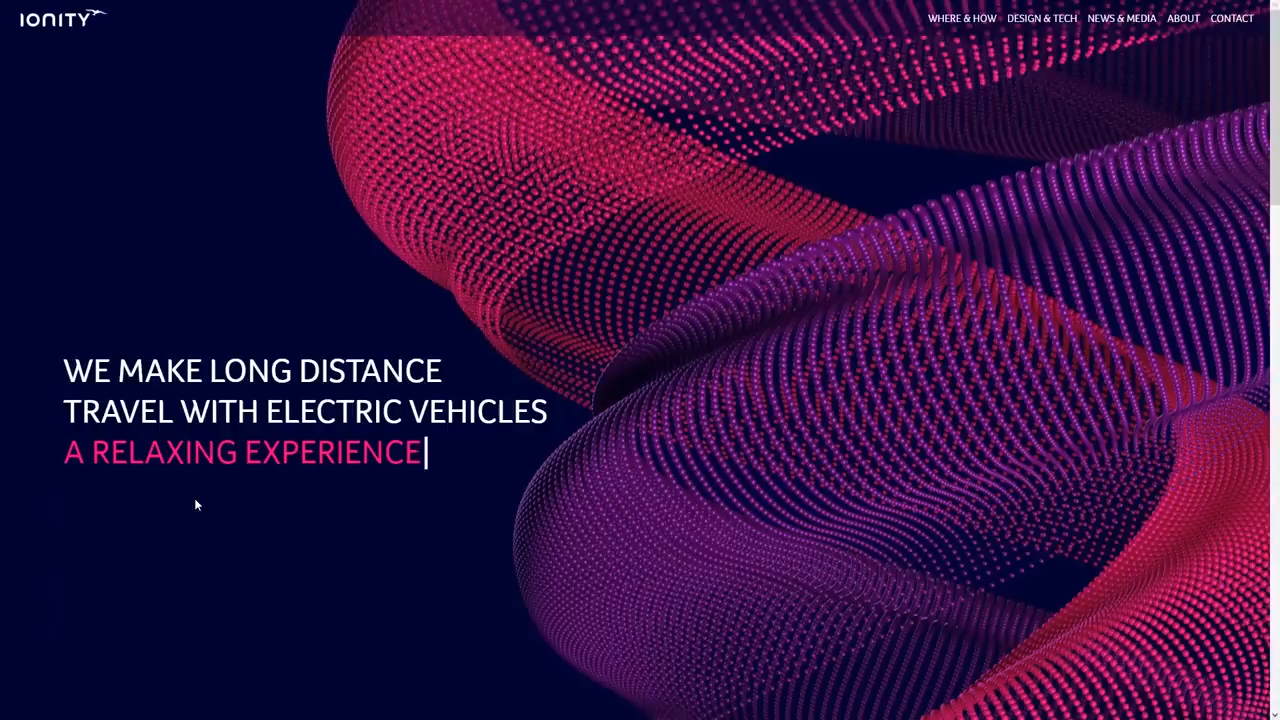 IONITY
WHERE & HOW DESIGN & TECH NEWS & MEDIA ABOUT CONTACT
WE MAKE LONG DISTANCE
TRAVEL WITH ELECTRIC VEHICLES
A RELAXING EXPERIENCE